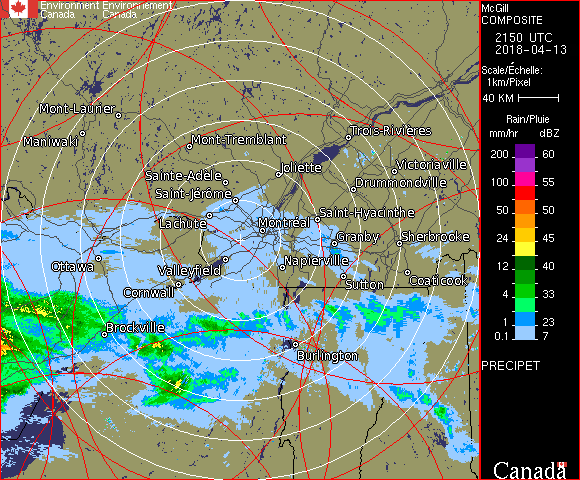 Environment Environnement
Canada Canada
McGill
COMPOSITE
2150 UTC
2018-04-13
Scale/Échelle:
1km/Pixel
40 KM
Rain/Pluie
mm/hr dBZ
200 60
100 55
50 50
24 45
12 40
4 33
1 23
0.1 7
PRECIPET
Canada
Mont-Laurier
Maniwaki
Mont-Tremblant
Trois-Rivières
Sainte-Adèle
Joliette
Victoriaville
Saint-Jérôme
Drummondville
Lachute
Montréal
Saint-Hyacinthe
Granby
Sherbrooke
Ottawa
Valleyfield
Napierville
Cornwall
Sutton
Coaticook
Brockville
Burlington